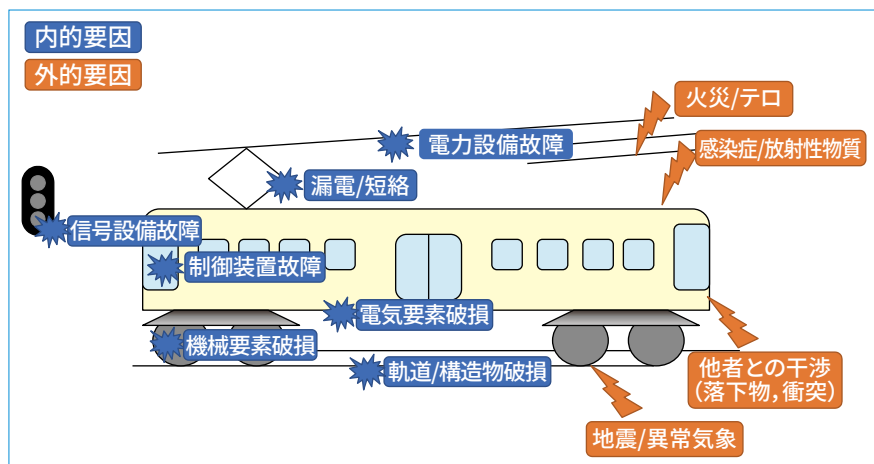 内的要因
外的要因
火災/テロ
電力設備故障
感染症/放射性物質
漏電/短絡
信号設備故障
制御装置故障
電気要素破損
機械要素破損
軌道/構造物破損
他者との干渉
（落下物，衝突）
地震/異常気象